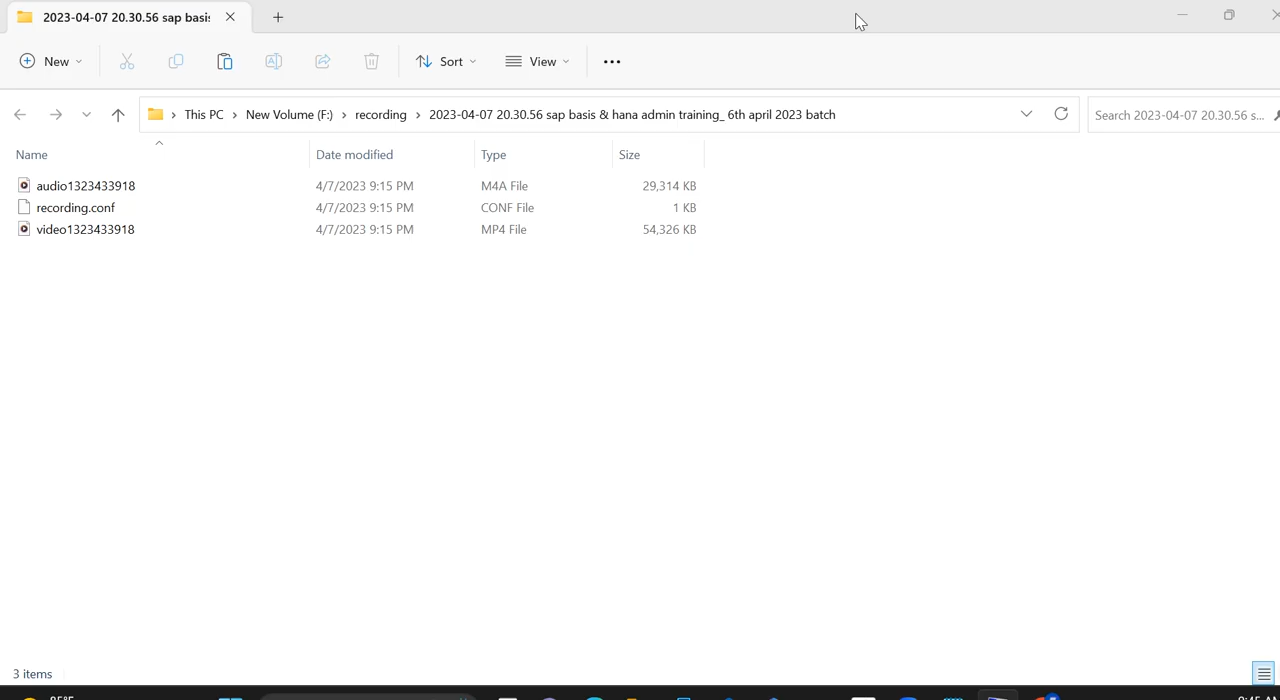 2023-04-07 20.30.56 sap basis
New
Sort
View
This PC > New Volume (F:) > recording > 2023-04-07 20.30.56 sap basis & hana admin training_ 6th april 2023 batch
Search 2023-04-07 20.30.56 s...
Name Date modified Type Size
audio1323433918 4/7/2023 9:15 PM M4A File 29,314 KB
recording.conf 4/7/2023 9:15 PM CONF File 1 KB
video1323433918 4/7/2023 9:15 PM MP4 File 54,326 KB
3 items